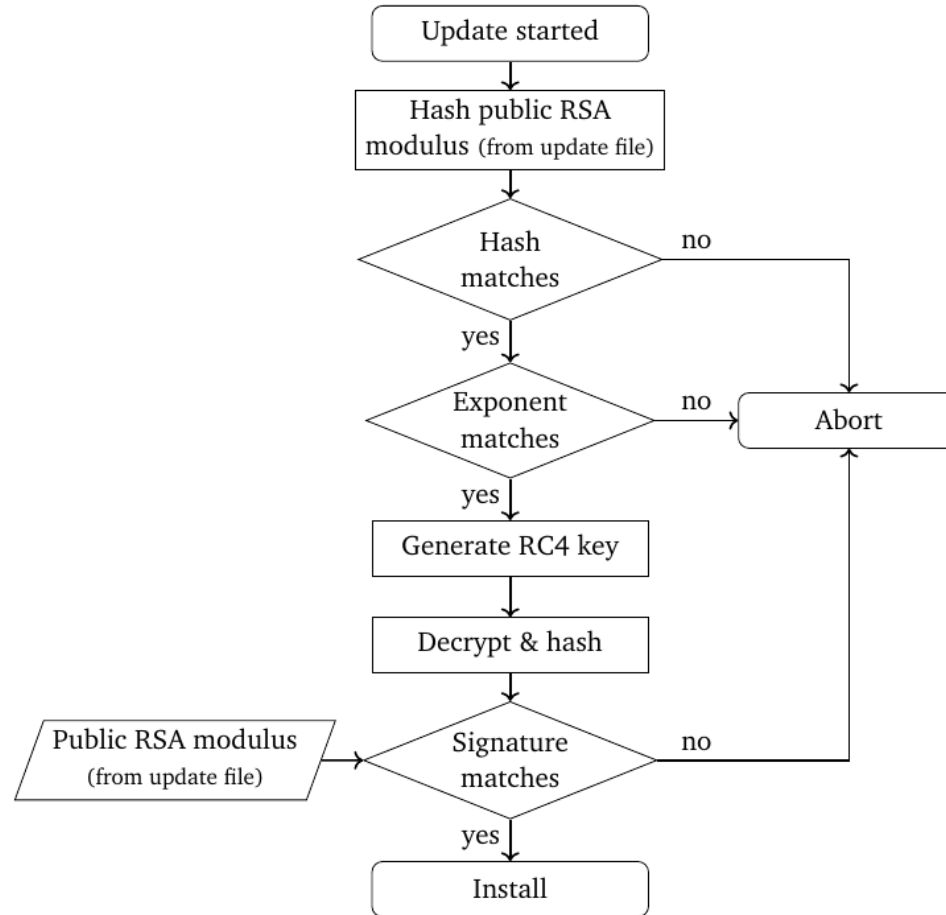 Update started
Hash public RSA
modulus (from update file)
Hash
matches
no
yes
Exponent
matches
no
Abort
yes
Generate RC4 key
Decrypt & hash
Public RSA modulus
(from update file)
Signature
matches
no
yes
Install